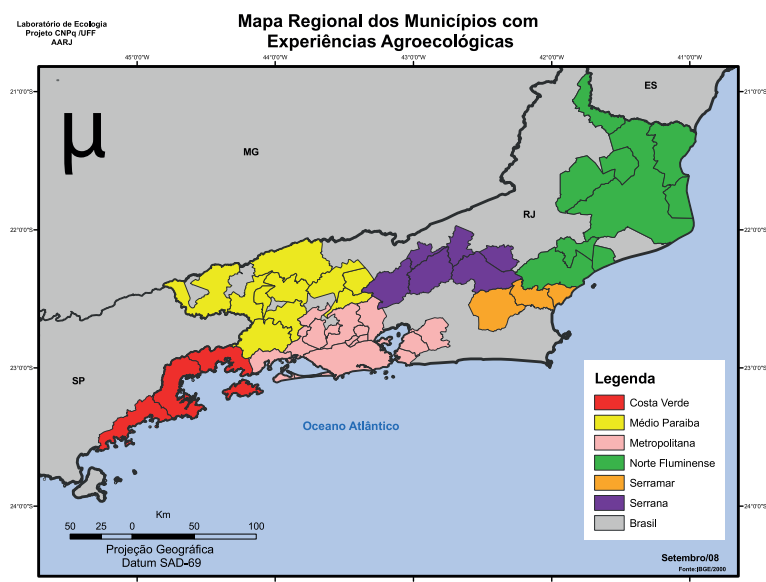 Laboratório de Ecologia
Projeto CNPq /UFF
AARJ
Mapa Regional dos Municípios com
Experiências Agroecológicas
45°0'0"O
44°0'0"O
43°0'0"O
42°0'0"O
41°0'0"O
21°0'0"S
21°0'0"S
22°0'0"S
22°0'0"S
23°0'0"S
23°0'0"S
24°0'0"S
24°0'0"S
µ
MG
ES
RJ
SP
Oceano Atlântico
Legenda
Costa Verde
Médio Paraiba
Metropolitana
Norte Fluminense
Serramar
Serrana
Brasil
Km
50 25 0 50 100
Projeção Geográfica
Datum SAD-69
Setembro/08
Fonte:IBGE/2000